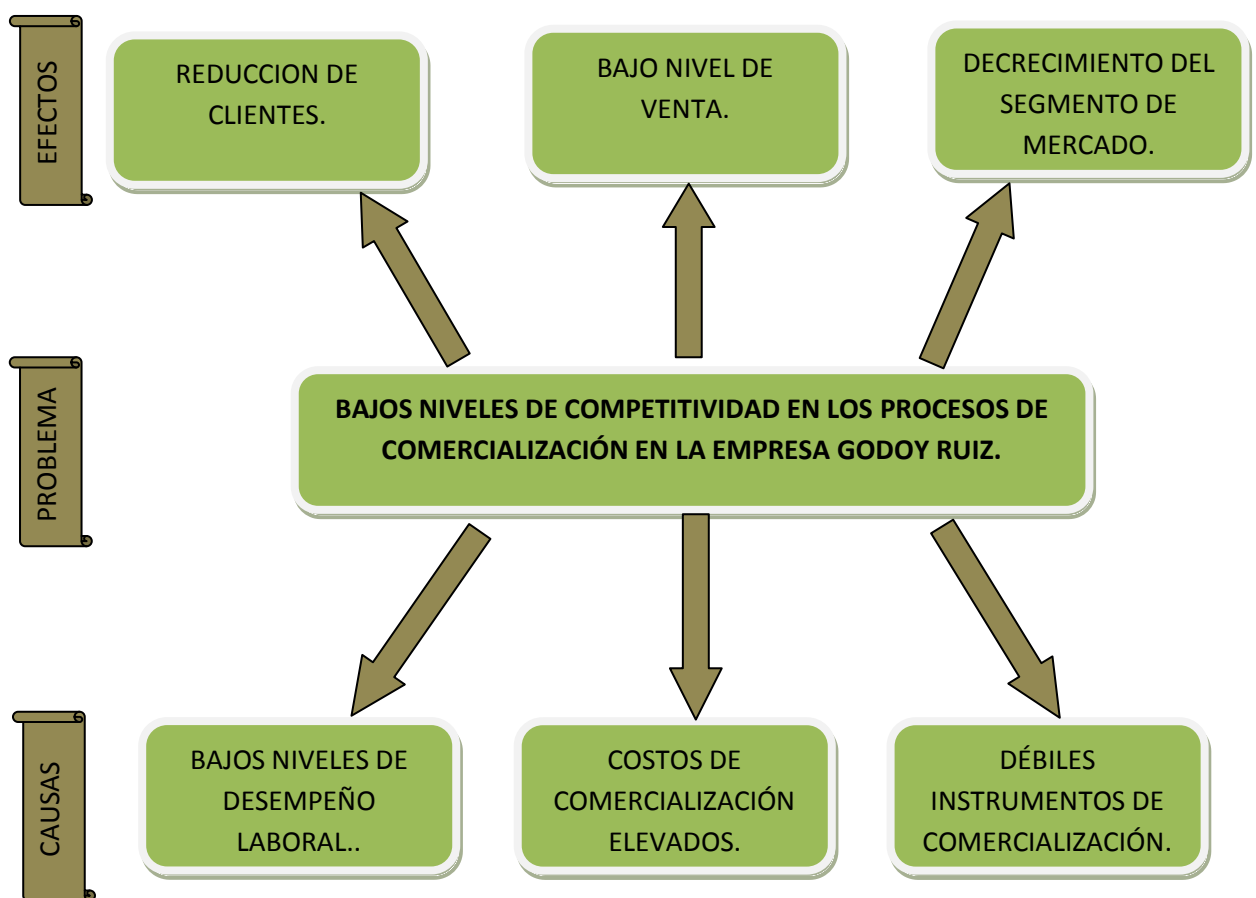 EFECTOS
REDUCCION DE
CLIENTES.
BAJO NIVEL DE
VENTA.
DECRECIMIENTO DEL
SEGMENTO DE
MERCADO.
PROBLEMA
BAJOS NIVELES DE COMPETITIVIDAD EN LOS PROCESOS DE
COMERCIALIZACIÓN EN LA EMPRESA GODOY RUIZ.
CAUSAS
BAJOS NIVELES DE
DESEMPEÑO
LABORAL..
COSTOS DE
COMERCIALIZACIÓN
ELEVADOS.
DÉBILES
INSTRUMENTOS DE
COMERCIALIZACIÓN.